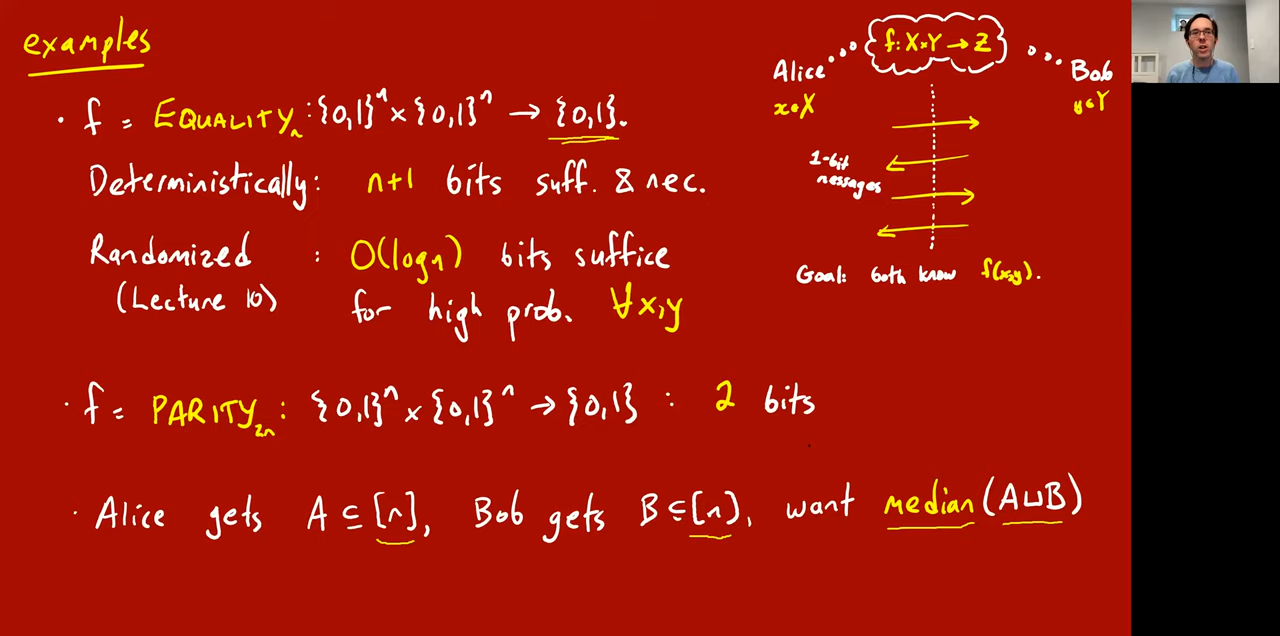 examples
· f = EQUALITYₙ : {0,1}ⁿ × {0,1}ⁿ → {0,1}.
Deterministically: n+1 bits suff. & nec.
Randomized : O(log n) bits suffice
(Lecture 10) for high prob. ∀x,y
· f = PARITY₂ₙ : {0,1}ⁿ × {0,1}ⁿ → {0,1} : 2 bits
· Alice gets A ⊆ [n], Bob gets B ⊆ [n], want median (A⊔B)
f: X×Y → Z
Alice
x∈X
Bob
y∈Y
1-bit
messages
Goal: both know f(x,y).